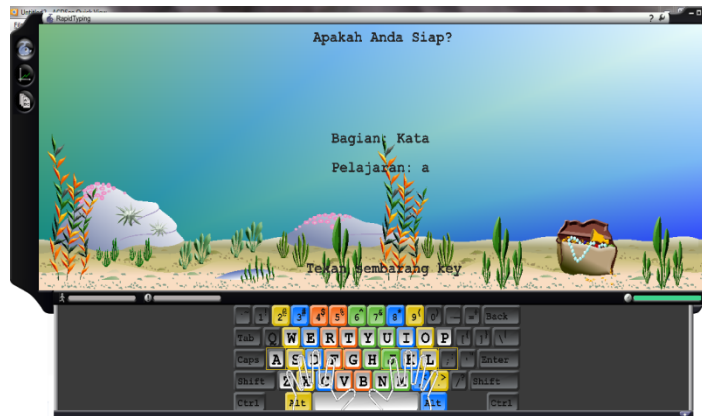 RapidTyping
Apakah Anda Siap?
Bagian: Kata
Pelajaran: a
Tekan sembarang key
Back
Tab Q W E R T Y U I O P
Caps A S D F G H J K L Enter
Shift Z X C V B N M Shift
Ctrl Alt Alt Ctrl